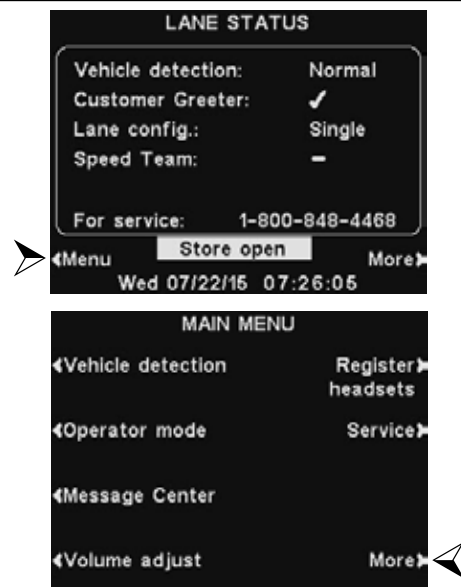 LANE STATUS
Vehicle detection: Normal
Customer Greeter: ✓
Lane config.: Single
Speed Team: –
For service: 1-800-848-4468
Menu Store open More
Wed 07/22/15 07:26:05
MAIN MENU
Vehicle detection Register headsets
Operator mode Service
Message Center
Volume adjust More